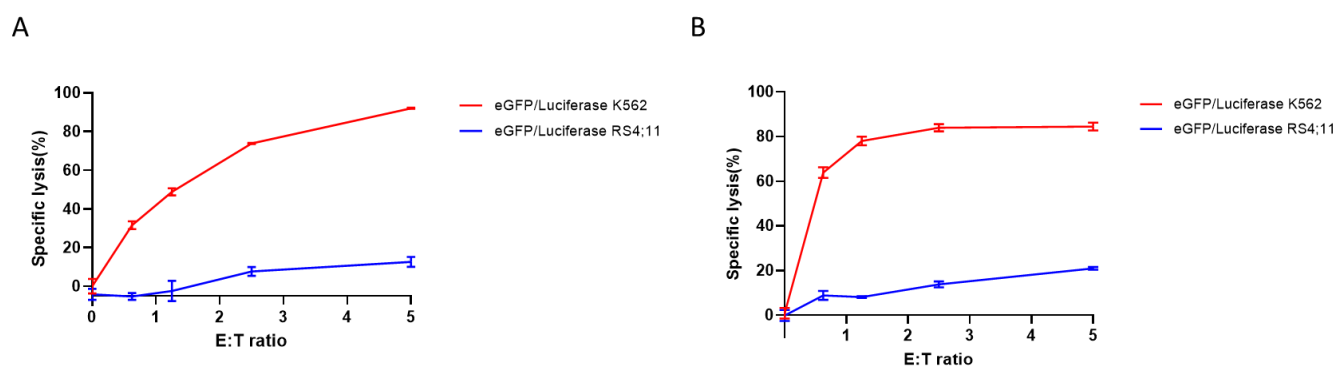 A
Specific lysis(%)
100
80
60
40
20
0
0 1 2 3 4 5
E:T ratio
eGFP/Luciferase K562
eGFP/Luciferase RS4;11
B
Specific lysis(%)
100
80
60
40
20
0
1 2 3 4 5
E:T ratio
eGFP/Luciferase K562
eGFP/Luciferase RS4;11